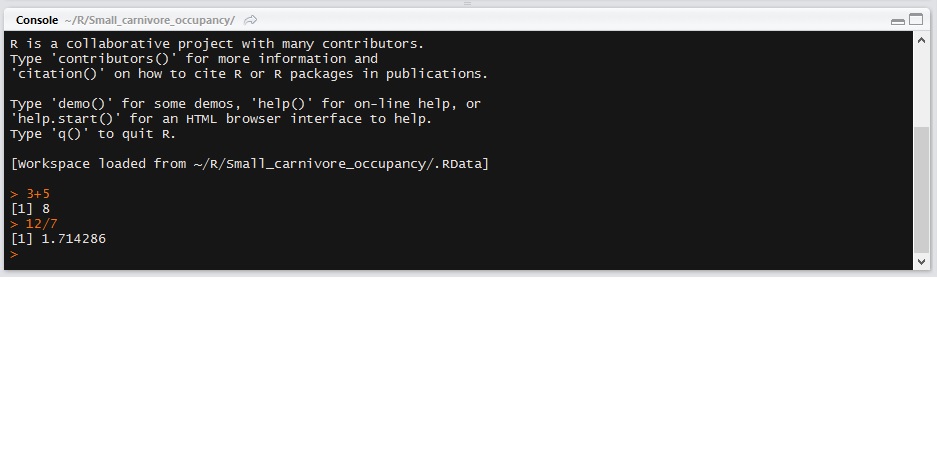 Console ~/R/Small_carnivore_occupancy/
R is a collaborative project with many contributors.
Type 'contributors()' for more information and
'citation()' on how to cite R or R packages in publications.
Type 'demo()' for some demos, 'help()' for on-line help, or
'help.start()' for an HTML browser interface to help.
Type 'q()' to quit R.
[Workspace loaded from ~/R/Small_carnivore_occupancy/.RData]
> 3+5
[1] 8
> 12/7
[1] 1.714286
>